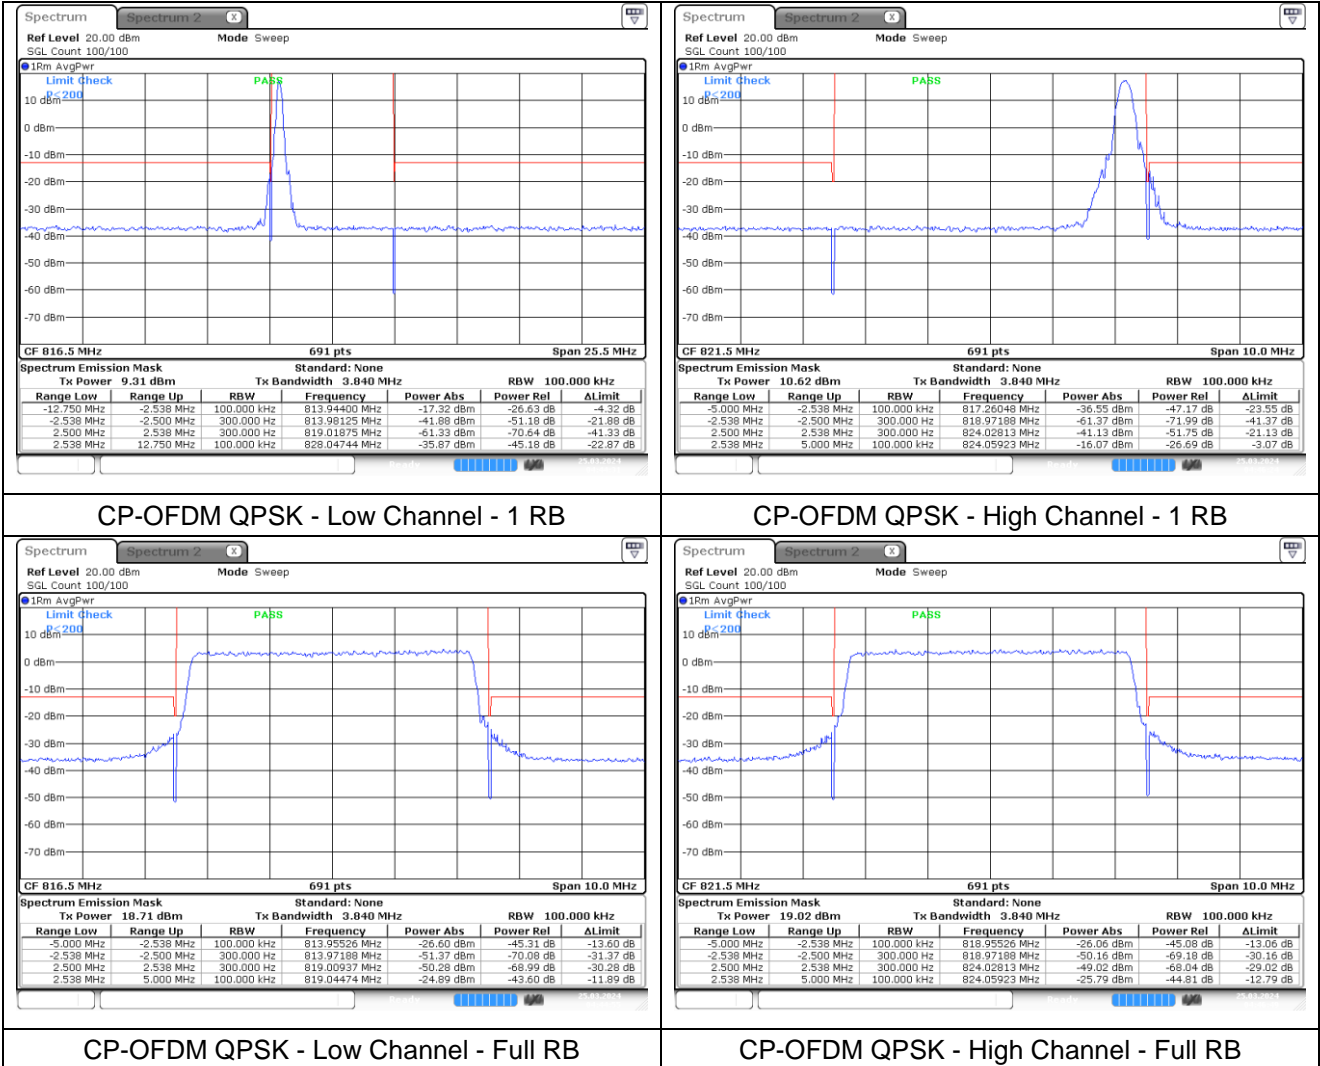 Spectrum Spectrum 2 X
Ref Level 20.00 dBm Mode Sweep
SGL Count 100/100
1Rm AvgPwr
Limit Check PASS
P<200
10 dBm
0 dBm
-10 dBm
-20 dBm
-30 dBm
-40 dBm
-50 dBm
-60 dBm
-70 dBm
CF 816.5 MHz 691 pts Span 25.5 MHz
Spectrum Emission Mask Standard: None
Tx Power 9.31 dBm Tx Bandwidth 3.840 MHz RBW 100.000 kHz
Range Low Range Up RBW Frequency Power Abs Power Rel ΔLimit
-12.750 MHz -2.538 MHz 100.000 kHz 813.94400 MHz -17.32 dBm -26.63 dB -4.32 dB
-2.538 MHz -2.500 MHz 300.000 Hz 813.98125 MHz -41.88 dBm -51.18 dB -21.88 dB
2.500 MHz 2.538 MHz 300.000 Hz 819.01875 MHz -61.33 dBm -70.64 dB -41.33 dB
2.538 MHz 12.750 MHz 100.000 kHz 828.04744 MHz -35.87 dBm -45.18 dB -22.87 dB
Ready 25.03.2024
CP-OFDM QPSK - Low Channel - 1 RB
Spectrum Spectrum 2 X
Ref Level 20.00 dBm Mode Sweep
SGL Count 100/100
1Rm AvgPwr
Limit Check PASS
P<200
10 dBm
0 dBm
-10 dBm
-20 dBm
-30 dBm
-40 dBm
-50 dBm
-60 dBm
-70 dBm
CF 821.5 MHz 691 pts Span 10.0 MHz
Spectrum Emission Mask Standard: None
Tx Power 10.62 dBm Tx Bandwidth 3.840 MHz RBW 100.000 kHz
Range Low Range Up RBW Frequency Power Abs Power Rel ΔLimit
-5.000 MHz -2.538 MHz 100.000 kHz 817.26048 MHz -36.55 dBm -47.17 dB -23.55 dB
-2.538 MHz -2.500 MHz 300.000 Hz 818.97188 MHz -61.37 dBm -71.99 dB -41.37 dB
2.500 MHz 2.538 MHz 300.000 Hz 824.02813 MHz -41.13 dBm -51.75 dB -21.13 dB
2.538 MHz 5.000 MHz 100.000 kHz 824.05923 MHz -16.07 dBm -26.69 dB -3.07 dB
Ready 25.03.2024
CP-OFDM QPSK - High Channel - 1 RB
Spectrum Spectrum 2 X
Ref Level 20.00 dBm Mode Sweep
SGL Count 100/100
1Rm AvgPwr
Limit Check PASS
P<200
10 dBm
0 dBm
-10 dBm
-20 dBm
-30 dBm
-40 dBm
-50 dBm
-60 dBm
-70 dBm
CF 816.5 MHz 691 pts Span 10.0 MHz
Spectrum Emission Mask Standard: None
Tx Power 18.71 dBm Tx Bandwidth 3.840 MHz RBW 100.000 kHz
Range Low Range Up RBW Frequency Power Abs Power Rel ΔLimit
-5.000 MHz -2.538 MHz 100.000 kHz 813.95526 MHz -26.60 dBm -45.31 dB -13.60 dB
-2.538 MHz -2.500 MHz 300.000 Hz 813.97188 MHz -51.37 dBm -70.08 dB -31.37 dB
2.500 MHz 2.538 MHz 300.000 Hz 819.00937 MHz -50.28 dBm -68.99 dB -30.28 dB
2.538 MHz 5.000 MHz 100.000 kHz 819.04474 MHz -24.89 dBm -43.60 dB -11.89 dB
Ready 25.03.2024
CP-OFDM QPSK - Low Channel - Full RB
Spectrum Spectrum 2 X
Ref Level 20.00 dBm Mode Sweep
SGL Count 100/100
1Rm AvgPwr
Limit Check PASS
P<200
10 dBm
0 dBm
-10 dBm
-20 dBm
-30 dBm
-40 dBm
-50 dBm
-60 dBm
-70 dBm
CF 821.5 MHz 691 pts Span 10.0 MHz
Spectrum Emission Mask Standard: None
Tx Power 19.02 dBm Tx Bandwidth 3.840 MHz RBW 100.000 kHz
Range Low Range Up RBW Frequency Power Abs Power Rel ΔLimit
-5.000 MHz -2.538 MHz 100.000 kHz 818.95526 MHz -26.06 dBm -45.08 dB -13.06 dB
-2.538 MHz -2.500 MHz 300.000 Hz 818.97188 MHz -50.16 dBm -69.18 dB -30.16 dB
2.500 MHz 2.538 MHz 300.000 Hz 824.02813 MHz -49.02 dBm -68.04 dB -29.02 dB
2.538 MHz 5.000 MHz 100.000 kHz 824.05923 MHz -25.79 dBm -44.81 dB -12.79 dB
Ready 25.03.2024
CP-OFDM QPSK - High Channel - Full RB